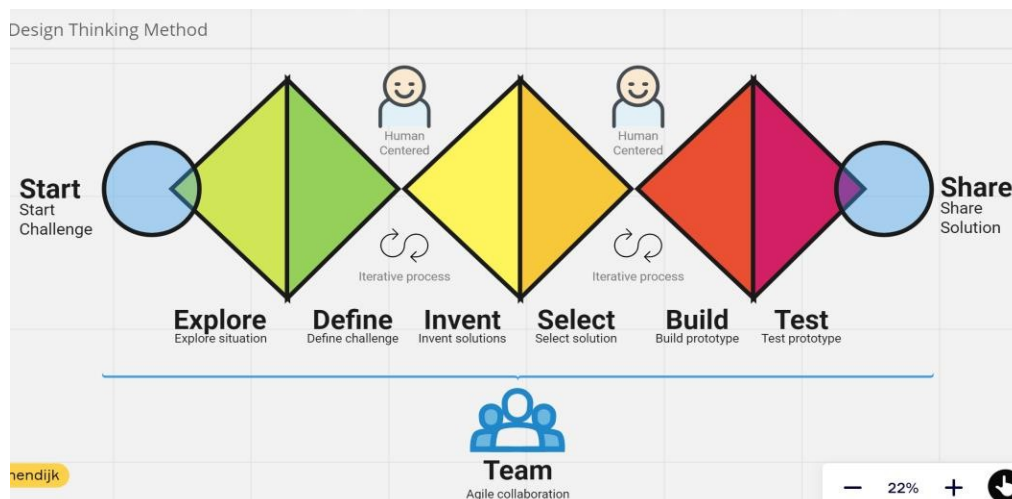 Design Thinking Method
Human
Centered
Human
Centered
Start
Start
Challenge
Share
Share
Solution
Iterative process
Iterative process
Explore
Explore situation
Define
Define challenge
Invent
Invent solutions
Select
Select solution
Build
Build prototype
Test
Test prototype
Team
Agile collaboration
nendijk
22%